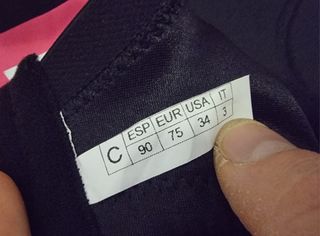 C ESP EUR USA IT
90 75 34 3